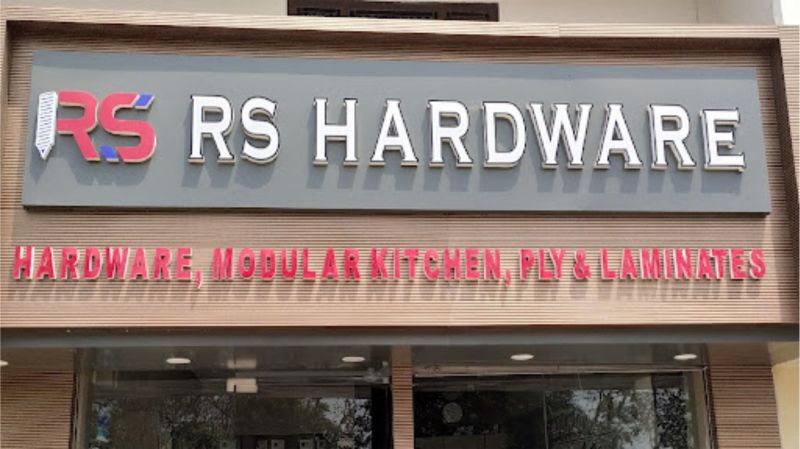 RS RS HARDWARE
HARDWARE, MODULAR KITCHEN, PLY & LAMINATES